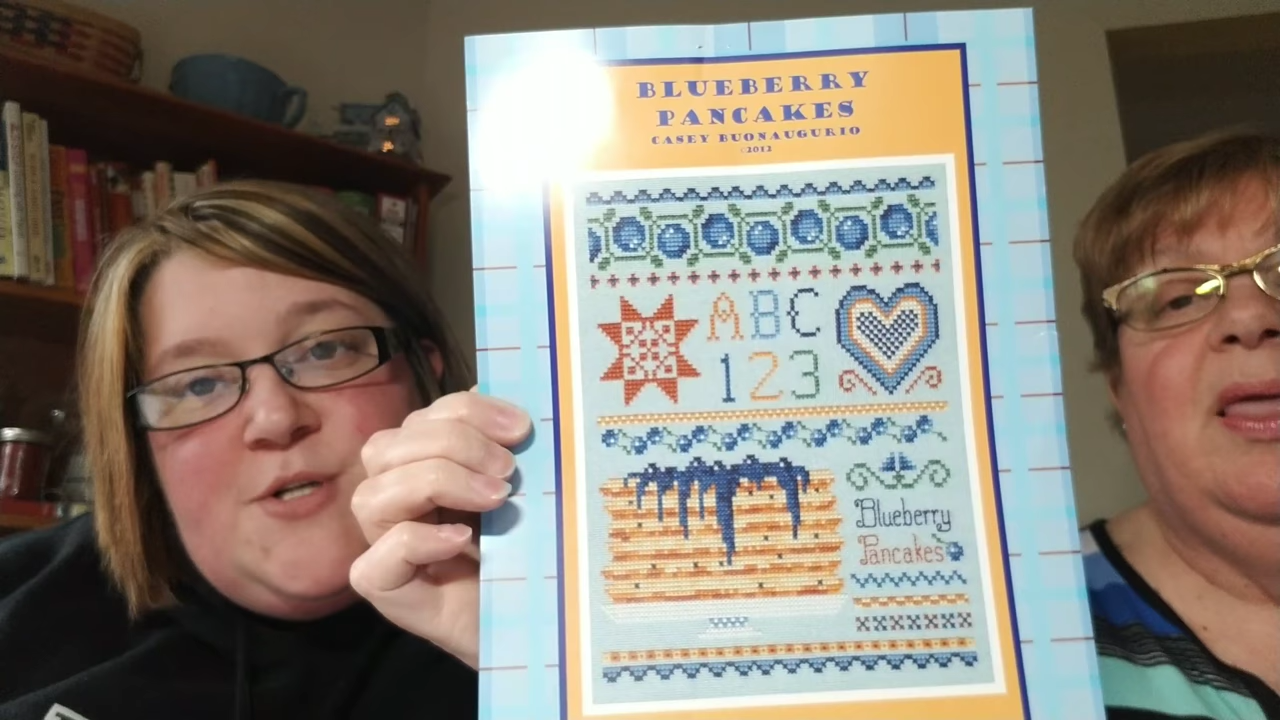 BLUEBERRY
PANCAKES
CASEY BUONAUGURIO
©2012
ABC
123
Blueberry
Pancakes